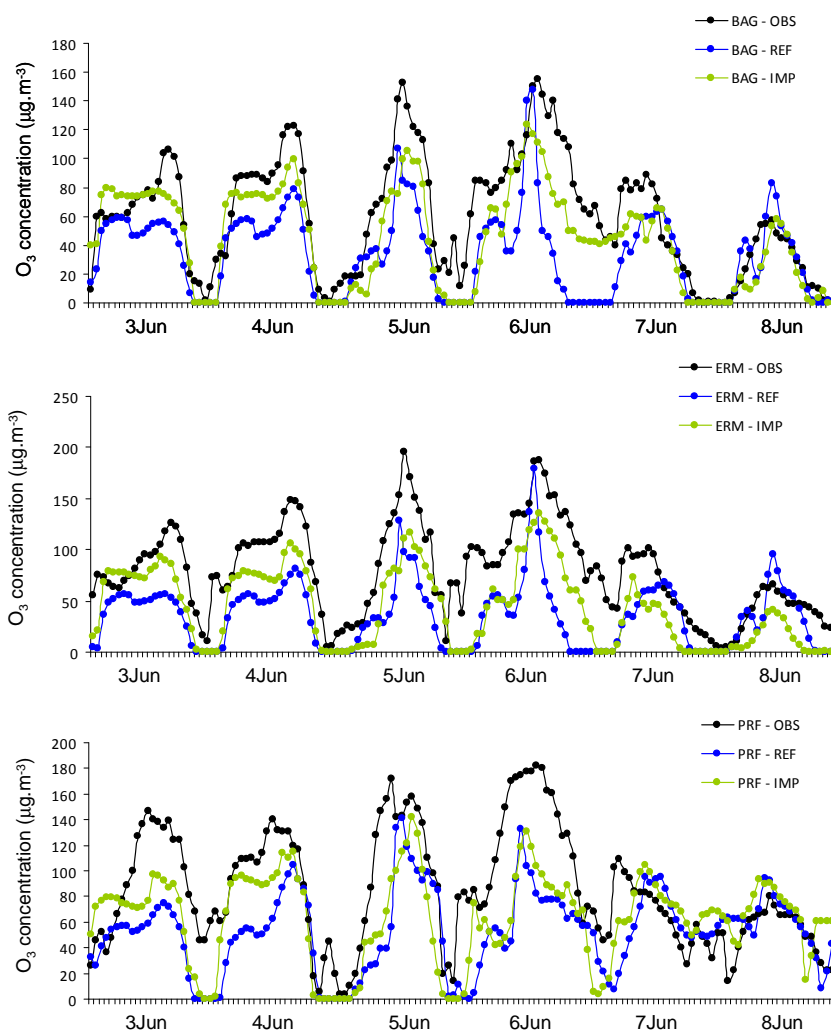 BAG - OBS
BAG - REF
BAG - IMP
O3 concentration (µg.m-3)
180
160
140
120
100
80
60
40
20
0
3Jun 4Jun 5Jun 6Jun 7Jun 8Jun
ERM - OBS
ERM - REF
ERM - IMP
O3 concentration (µg.m-3)
250
200
150
100
50
0
3Jun 4Jun 5Jun 6Jun 7Jun 8Jun
PRF - OBS
PRF - REF
PRF - IMP
O3 concentration (µg.m-3)
200
180
160
140
120
100
80
60
40
20
0
3Jun 4Jun 5Jun 6Jun 7Jun 8Jun